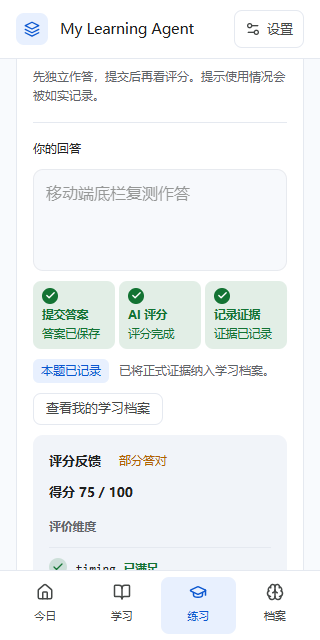 My Learning Agent
设置
先独立作答，提交后再看评分。提示使用情况会
被如实记录。
你的回答
移动端底栏复测作答
提交答案
答案已保存
AI 评分
评分完成
记录证据
证据已记录
本题已记录
已将正式证据纳入学习档案。
查看我的学习档案
评分反馈
部分答对
得分 75 / 100
评价维度
timing 已满足
今日
学习
练习
档案